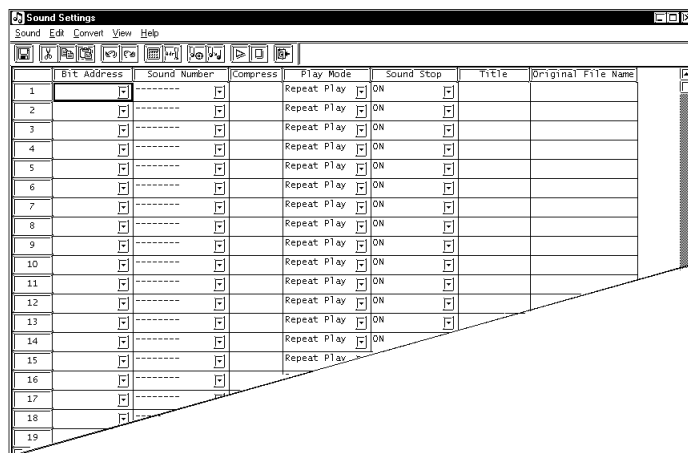 Sound Settings
Sound Edit Convert View Help
Bit Address Sound Number Compress Play Mode Sound Stop Title Original File Name
1 -------- Repeat Play ON
2 -------- Repeat Play ON
3 -------- Repeat Play ON
4 -------- Repeat Play ON
5 -------- Repeat Play ON
6 -------- Repeat Play ON
7 -------- Repeat Play ON
8 -------- Repeat Play ON
9 -------- Repeat Play ON
10 -------- Repeat Play ON
11 -------- Repeat Play ON
12 -------- Repeat Play ON
13 -------- Repeat Play ON
14 -------- Repeat Play ON
15 -------- Repeat Play
16 --------
17 --------
18
19